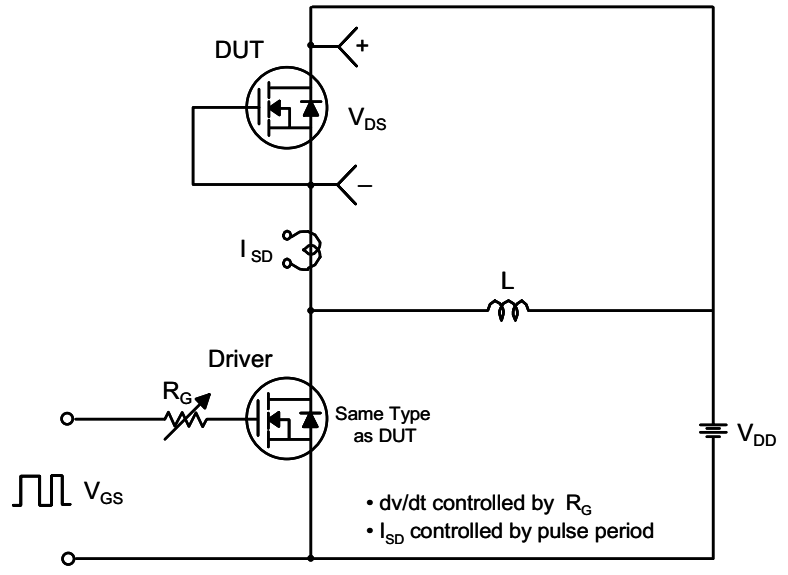 DUT
+
V_DS
–
I_SD
L
Driver
R_G
Same Type
as DUT
V_DD
V_GS
• dv/dt controlled by R_G
• I_SD controlled by pulse period